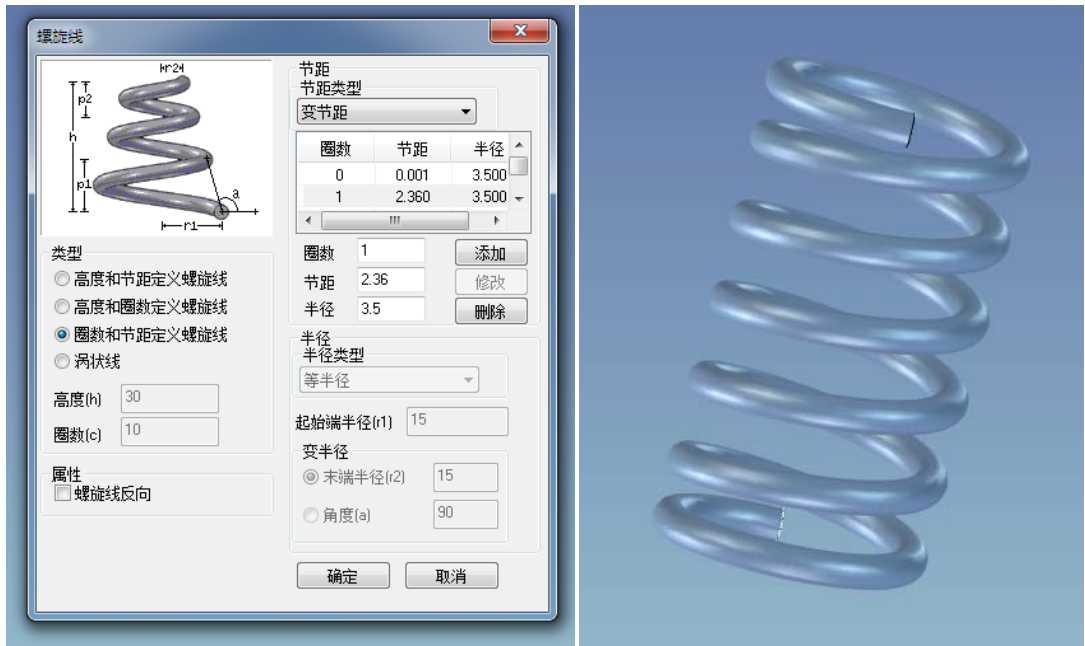 螺旋线
r2
p2
h
p1
a
r1
类型
高度和节距定义螺旋线
高度和圈数定义螺旋线
圈数和节距定义螺旋线
涡状线
高度(h) 30
圈数(c) 10
属性
螺旋线反向
节距
节距类型
变节距
圈数 节距 半径
0 0.001 3.500
1 2.360 3.500
圈数 1 添加
节距 2.36 修改
半径 3.5 删除
半径
半径类型
等半径
起始端半径(r1) 15
变半径
末端半径(r2) 15
角度(a) 90
确定 取消